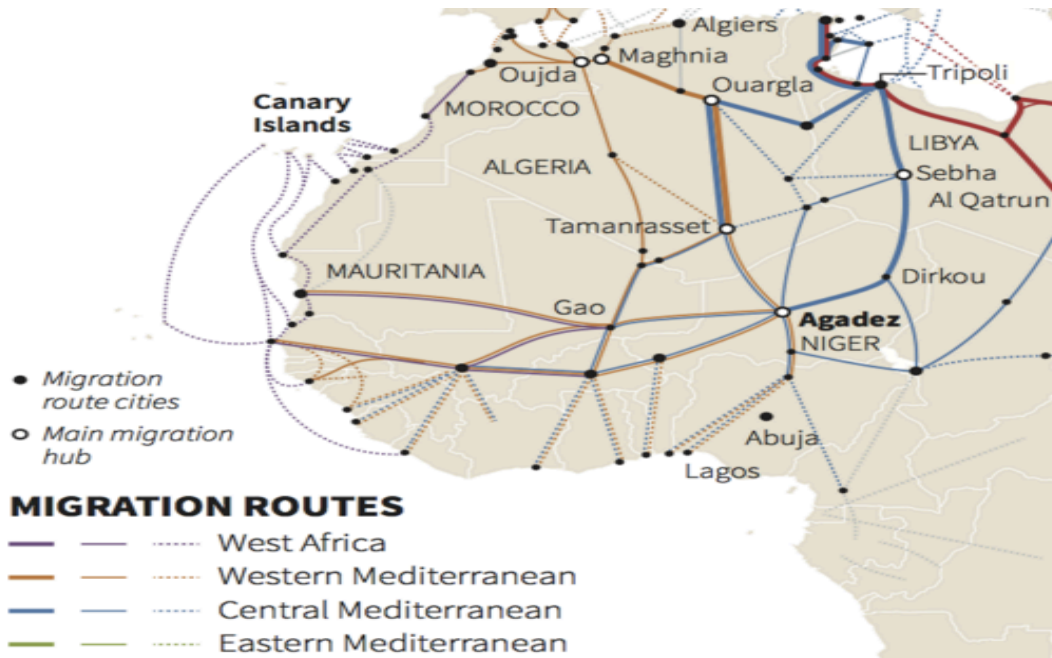 Algiers
Maghnia
Oujda
Ouargla
Tripoli
Canary
Islands
MOROCCO
LIBYA
ALGERIA
Sebha
Al Qatrun
Tamanrasset
MAURITANIA
Dirkou
Gao
Agadez
NIGER
Migration
route cities
Main migration
hub
Abuja
Lagos
MIGRATION ROUTES
West Africa
Western Mediterranean
Central Mediterranean
Eastern Mediterranean